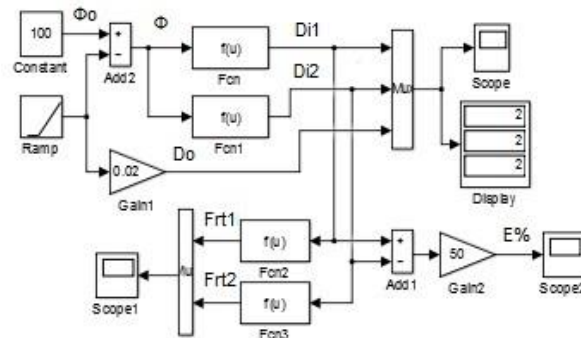 Φo
Φ
100
Constant
+
−
Add2
f(u)
Fcn
Di1
Di2
f(u)
Fcn1
Mux
Scope
2
2
2
Display
Ramp
0.02
Gain1
Do
Frt1
f(u)
Fcn2
Frt2
f(u)
Fcn3
Scope1
+
−
Add1
50
Gain2
E%
Scope2